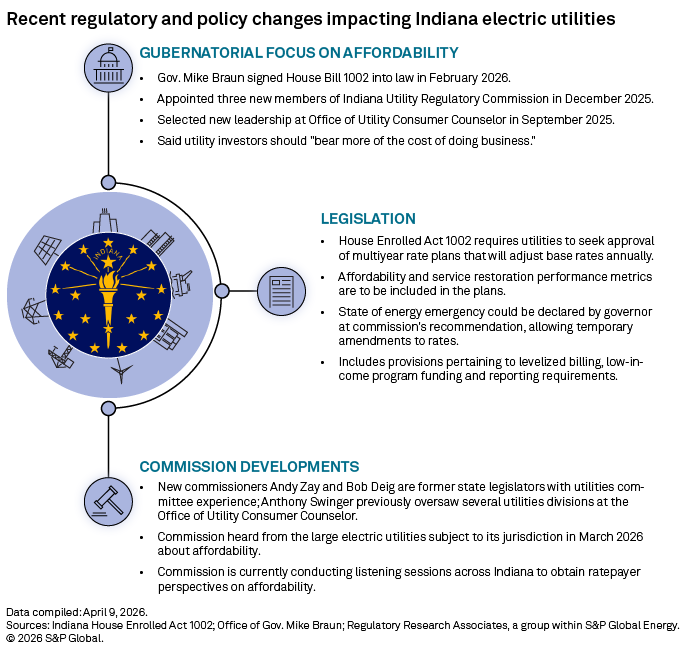 Recent regulatory and policy changes impacting Indiana electric utilities
GUBERNATORIAL FOCUS ON AFFORDABILITY
• Gov. Mike Braun signed House Bill 1002 into law in February 2026.
• Appointed three new members of Indiana Utility Regulatory Commission in December 2025.
• Selected new leadership at Office of Utility Consumer Counselor in September 2025.
• Said utility investors should "bear more of the cost of doing business."
INDIANA
LEGISLATION
• House Enrolled Act 1002 requires utilities to seek approval
of multiyear rate plans that will adjust base rates annually.
• Affordability and service restoration performance metrics
are to be included in the plans.
• State of energy emergency could be declared by governor
at commission's recommendation, allowing temporary
amendments to rates.
• Includes provisions pertaining to levelized billing, low-in-
come program funding and reporting requirements.
COMMISSION DEVELOPMENTS
• New commissioners Andy Zay and Bob Deig are former state legislators with utilities com-
mittee experience; Anthony Swinger previously oversaw several utilities divisions at the
Office of Utility Consumer Counselor.
• Commission heard from the large electric utilities subject to its jurisdiction in March 2026
about affordability.
• Commission is currently conducting listening sessions across Indiana to obtain ratepayer
perspectives on affordability.
Data compiled: April 9, 2026.
Sources: Indiana House Enrolled Act 1002; Office of Gov. Mike Braun; Regulatory Research Associates, a group within S&P Global Energy.
© 2026 S&P Global.